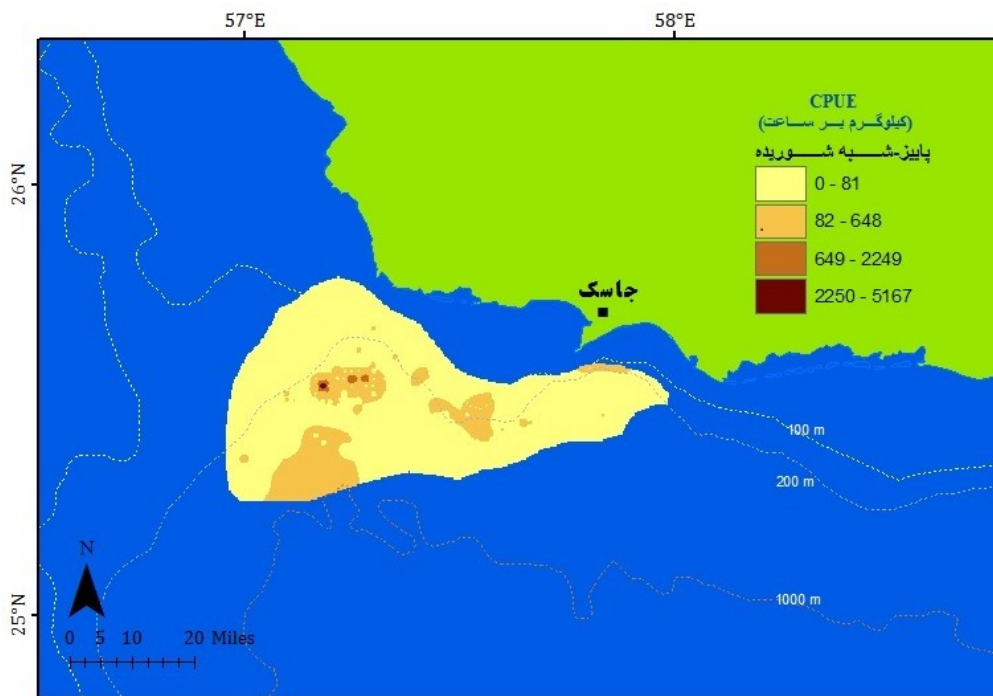 57°E
58°E
26°N
25°N
CPUE
(کیلوگرم بر ساعت)
پاییز-شبه شوریده
0 - 81
82 - 648
649 - 2249
2250 - 5167
جاسک
100 m
200 m
1000 m
N
0 5 10 20 Miles